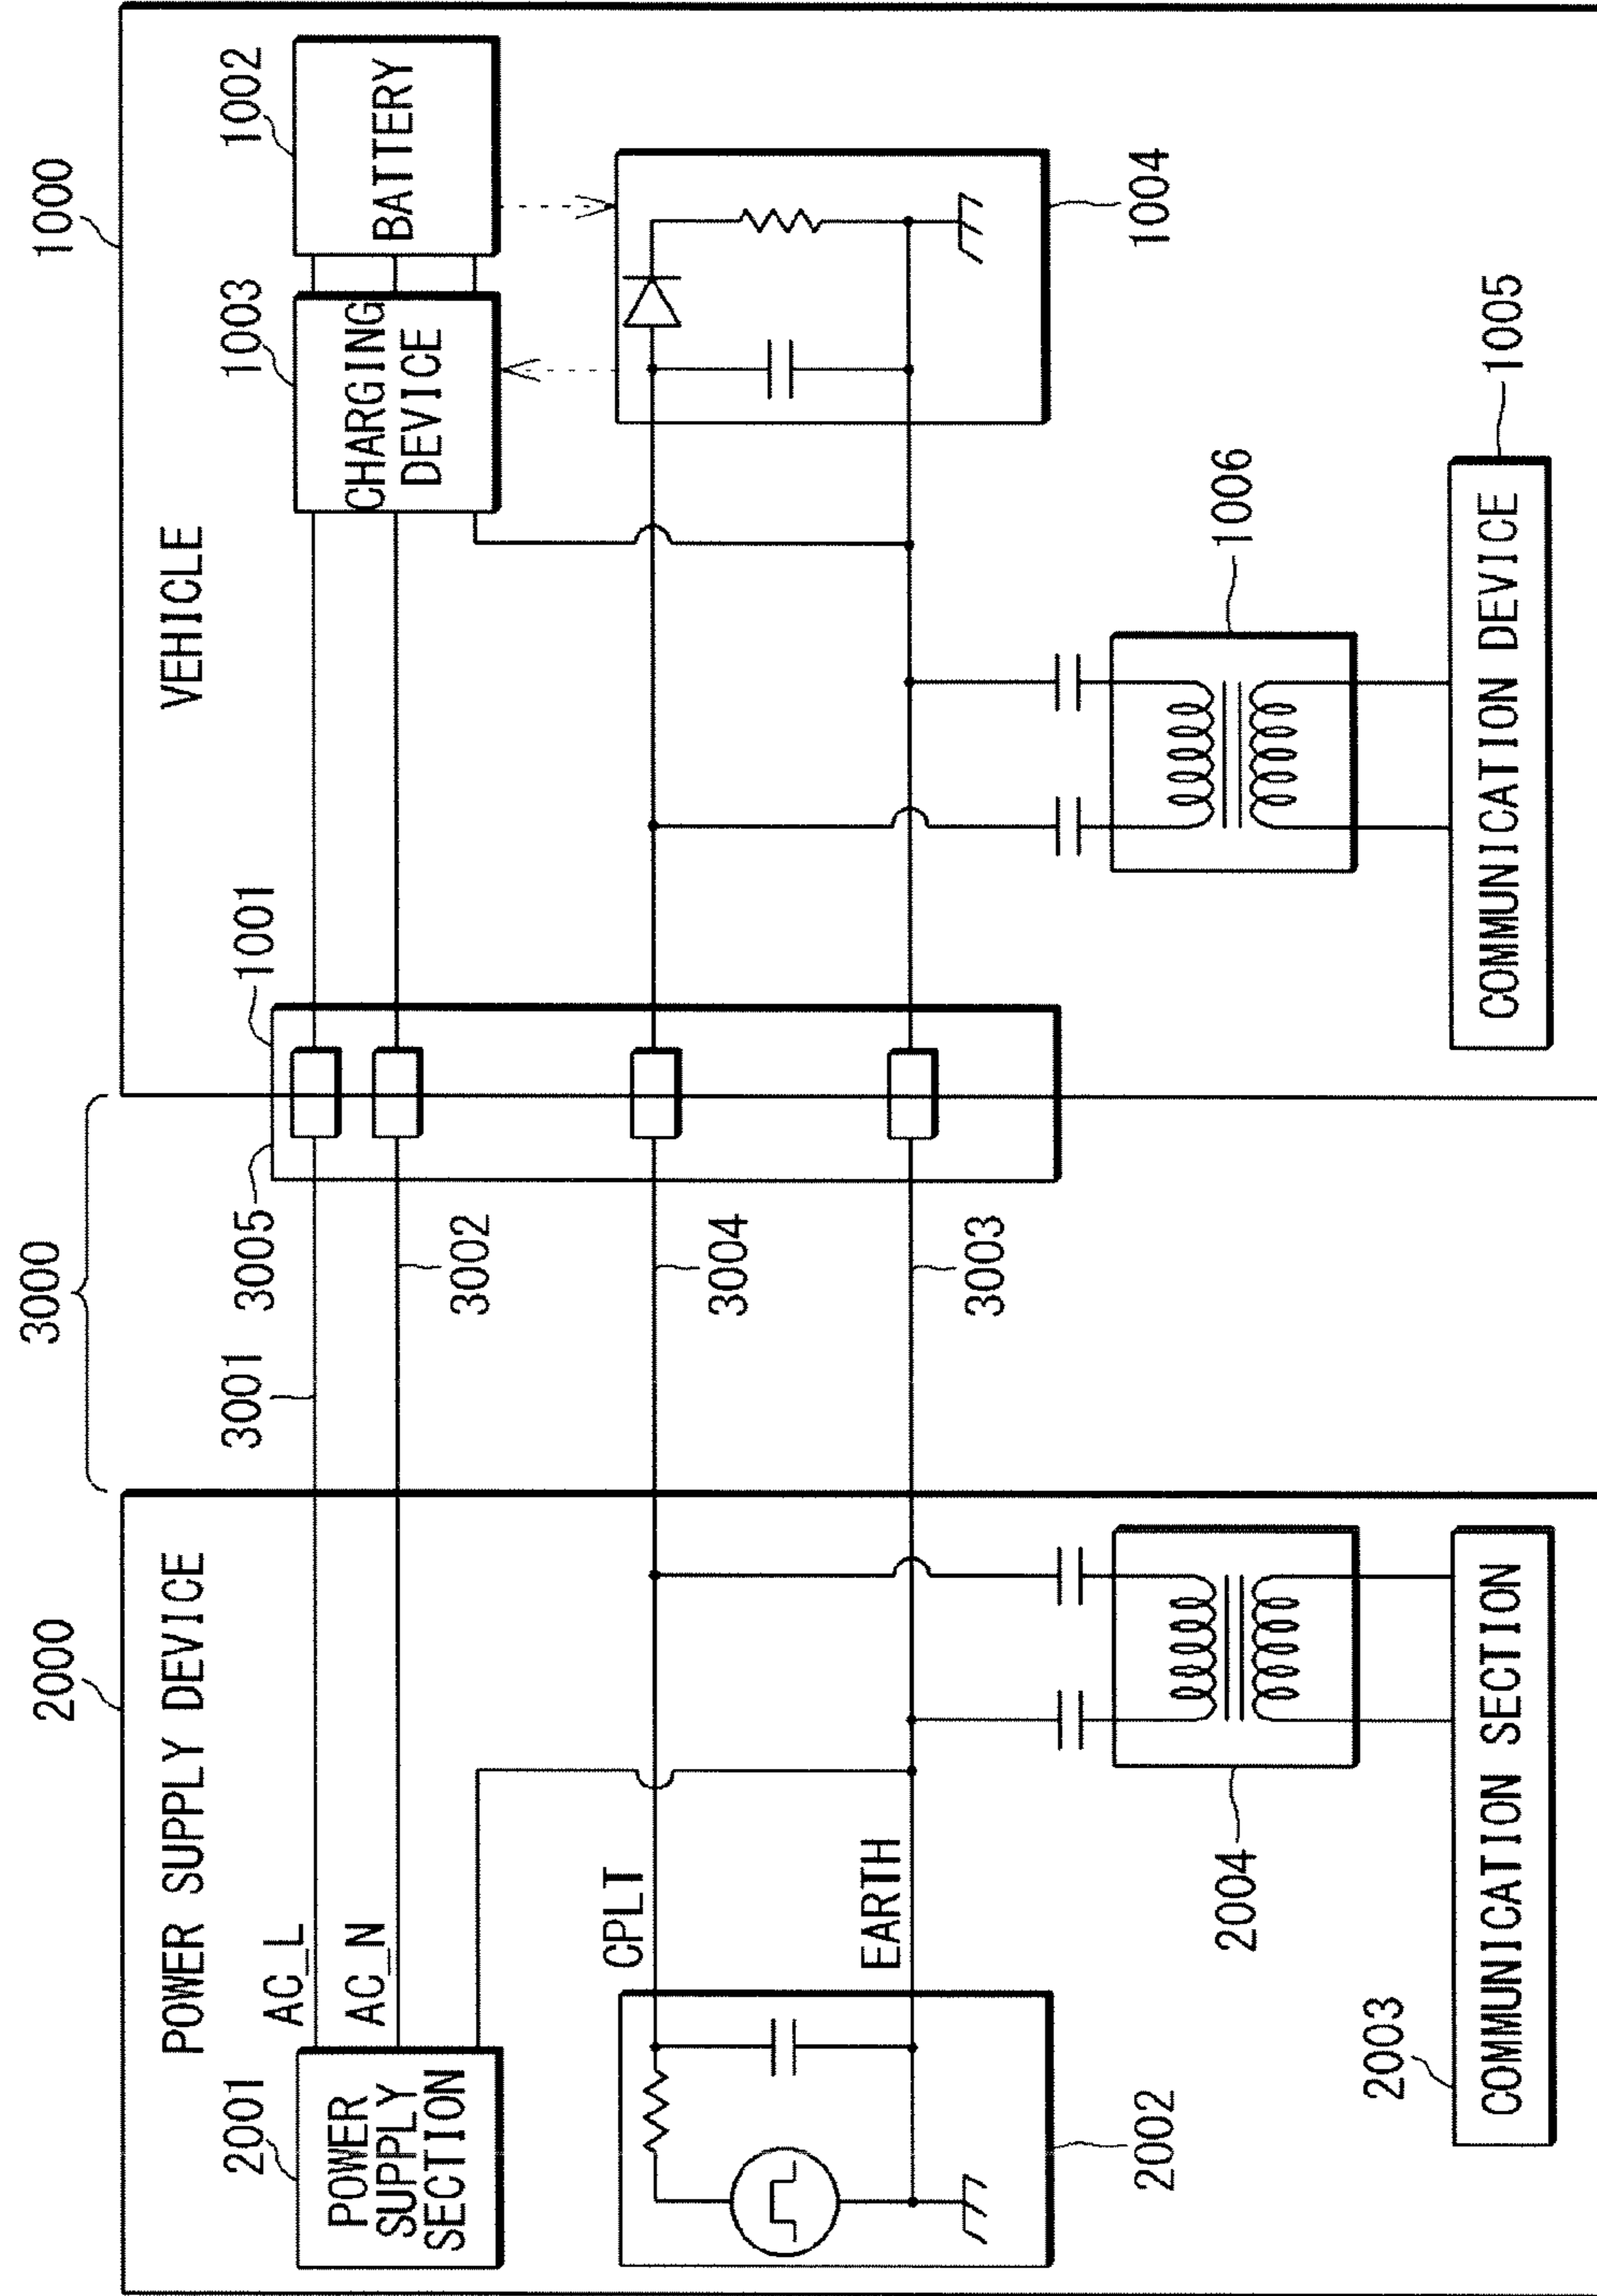 2000
3000
1000
POWER SUPPLY DEVICE
VEHICLE
2001
3001
3005
1001
1003
1002
AC_L
AC_N
POWER
SUPPLY
SECTION
CHARGING
DEVICE
BATTERY
3002
CPLT
3004
EARTH
3003
2002
1004
2004
1006
2003
1005
COMMUNICATION SECTION
COMMUNICATION DEVICE